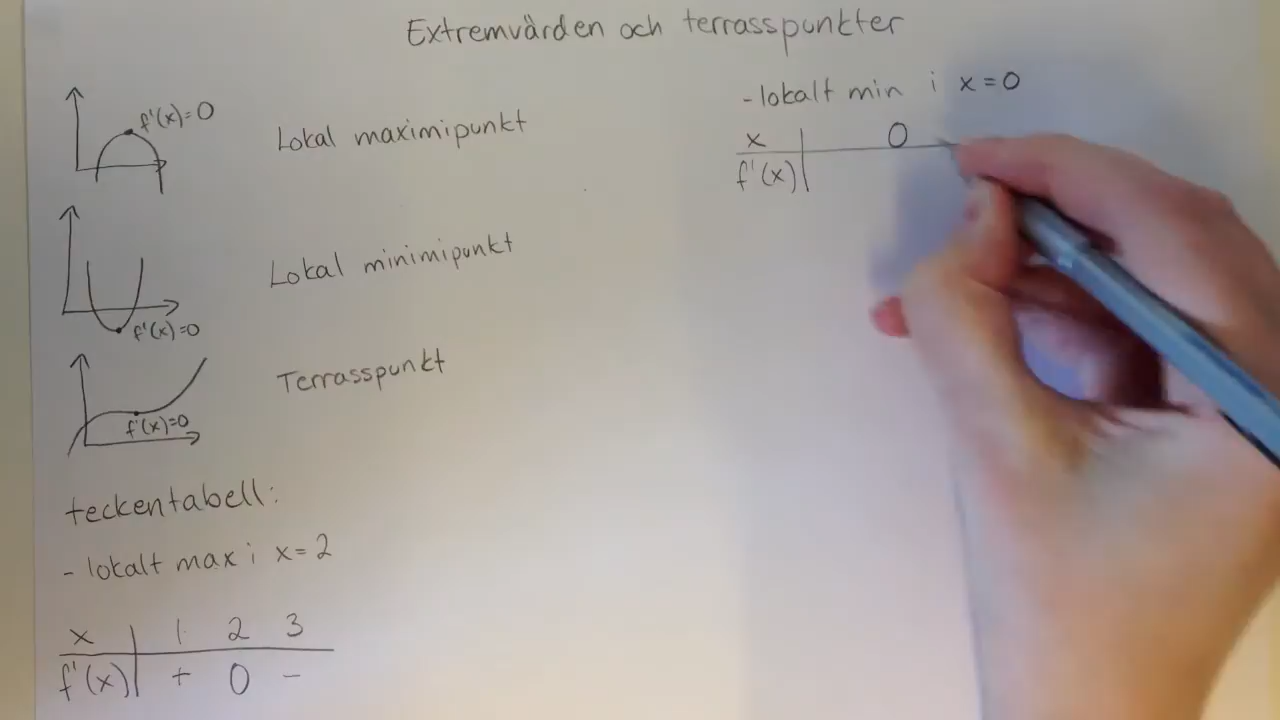 Extremvärden och terrasspunkter
f'(x)=0
Lokal maximipunkt
Lokal minimipunkt
f'(x)=0
Terrasspunkt
f'(x)=0
teckentabell:
- lokalt max i x=2
x 1 2 3
f'(x) + 0 -
- lokalt min i x=0
x 0
f'(x)